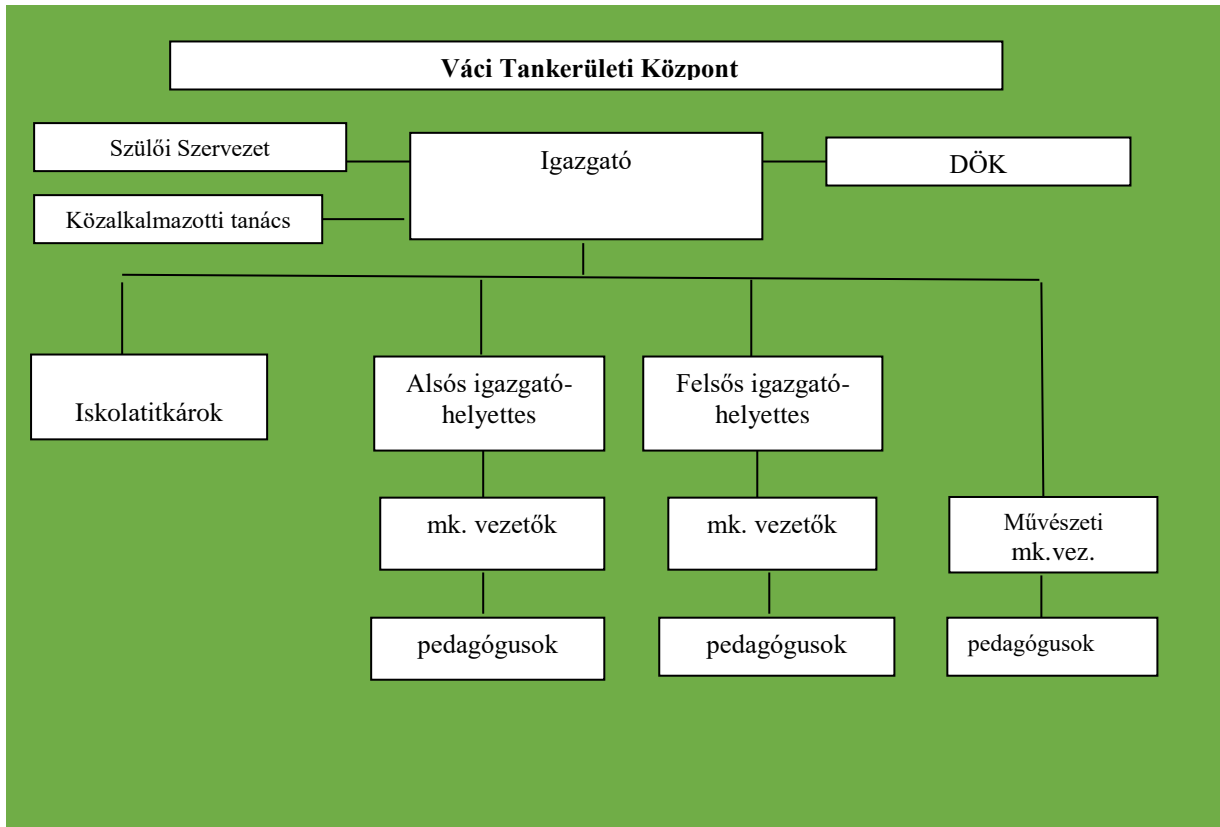 Váci Tankerületi Központ
Szülői Szervezet
Igazgató
DÖK
Közalkalmazotti tanács
Iskolatitkárok
Alsós igazgató-
helyettes
Felsős igazgató-
helyettes
mk. vezetők
mk. vezetők
Művészeti
mk.vez.
pedagógusok
pedagógusok
pedagógusok